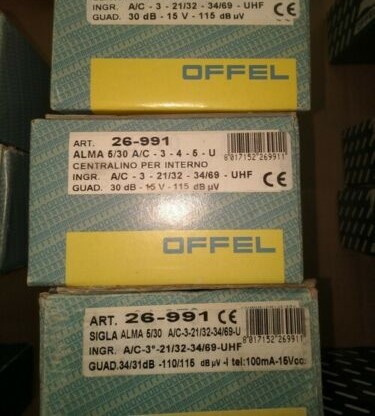 INGR. A/C - 3 - 21/32 - 34/69 - UHF
GUAD. 30 dB - 15 V - 115 dB µV
CE
OFFEL
ART. 26-991
ALMA 5/30 A/C - 3 - 4 - 5 - U
CENTRALINO PER INTERNO
INGR. A/C - 3 - 21/32 - 34/69 - UHF
GUAD. 30 dB - 15 V - 115 dB µV
8 017152 269911
CE
OFFEL
ART. 26-991 CE
SIGLA ALMA 5/30 A/C-3-21/32-34/69-U
INGR. A/C-3"-21/32-34/69-UHF
GUAD.34/31dB -110/115 dB µV -I tel:100mA-15Vcc.
8 017152 269911